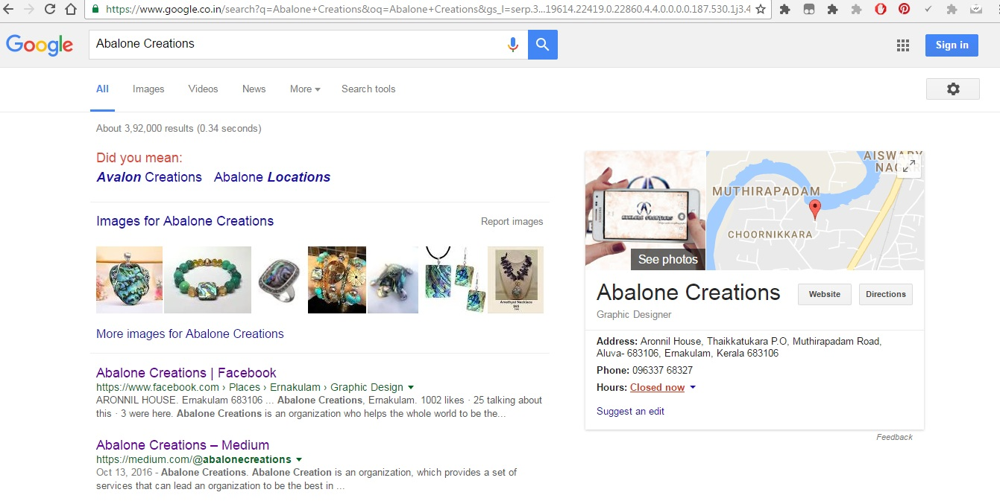 https://www.google.co.in/search?q=Abalone+Creations&oq=Abalone+Creations&gs_l=serp.3...19614.22419.0.22860.4.4.0.0.0.0.187.530.1j3.4
Google
Abalone Creations
Sign in
All Images Videos News More Search tools
About 3,92,000 results (0.34 seconds)
Did you mean:
Avalon Creations Abalone Locations
Images for Abalone Creations Report images
Amethyst Necklace
$65
More images for Abalone Creations
Abalone Creations | Facebook
https://www.facebook.com › Places › Ernakulam › Graphic Design
ARONNIL HOUSE. Ernakulam 683106 ... Abalone Creations, Ernakulam. 1002 likes · 25 talking about
this · 3 were here. Abalone Creations is an organization who helps the whole world to be the...
Abalone Creations – Medium
https://medium.com/@abalonecreations
Oct 13, 2016 - Abalone Creations. Abalone Creation is an organization, which provides a set of
services that can lead an organization to be the best in ...
ABALONE CREATIONS
See photos
AISWARY
NAGAR
MUTHIRAPADAM
CHOORNIKKARA
Abalone Creations
Website
Directions
Graphic Designer
Address: Aronnil House, Thaikkatukara P.O, Muthirapadam Road,
Aluva- 683106, Ernakulam, Kerala 683106
Phone: 096337 68327
Hours: Closed now
Suggest an edit
Feedback